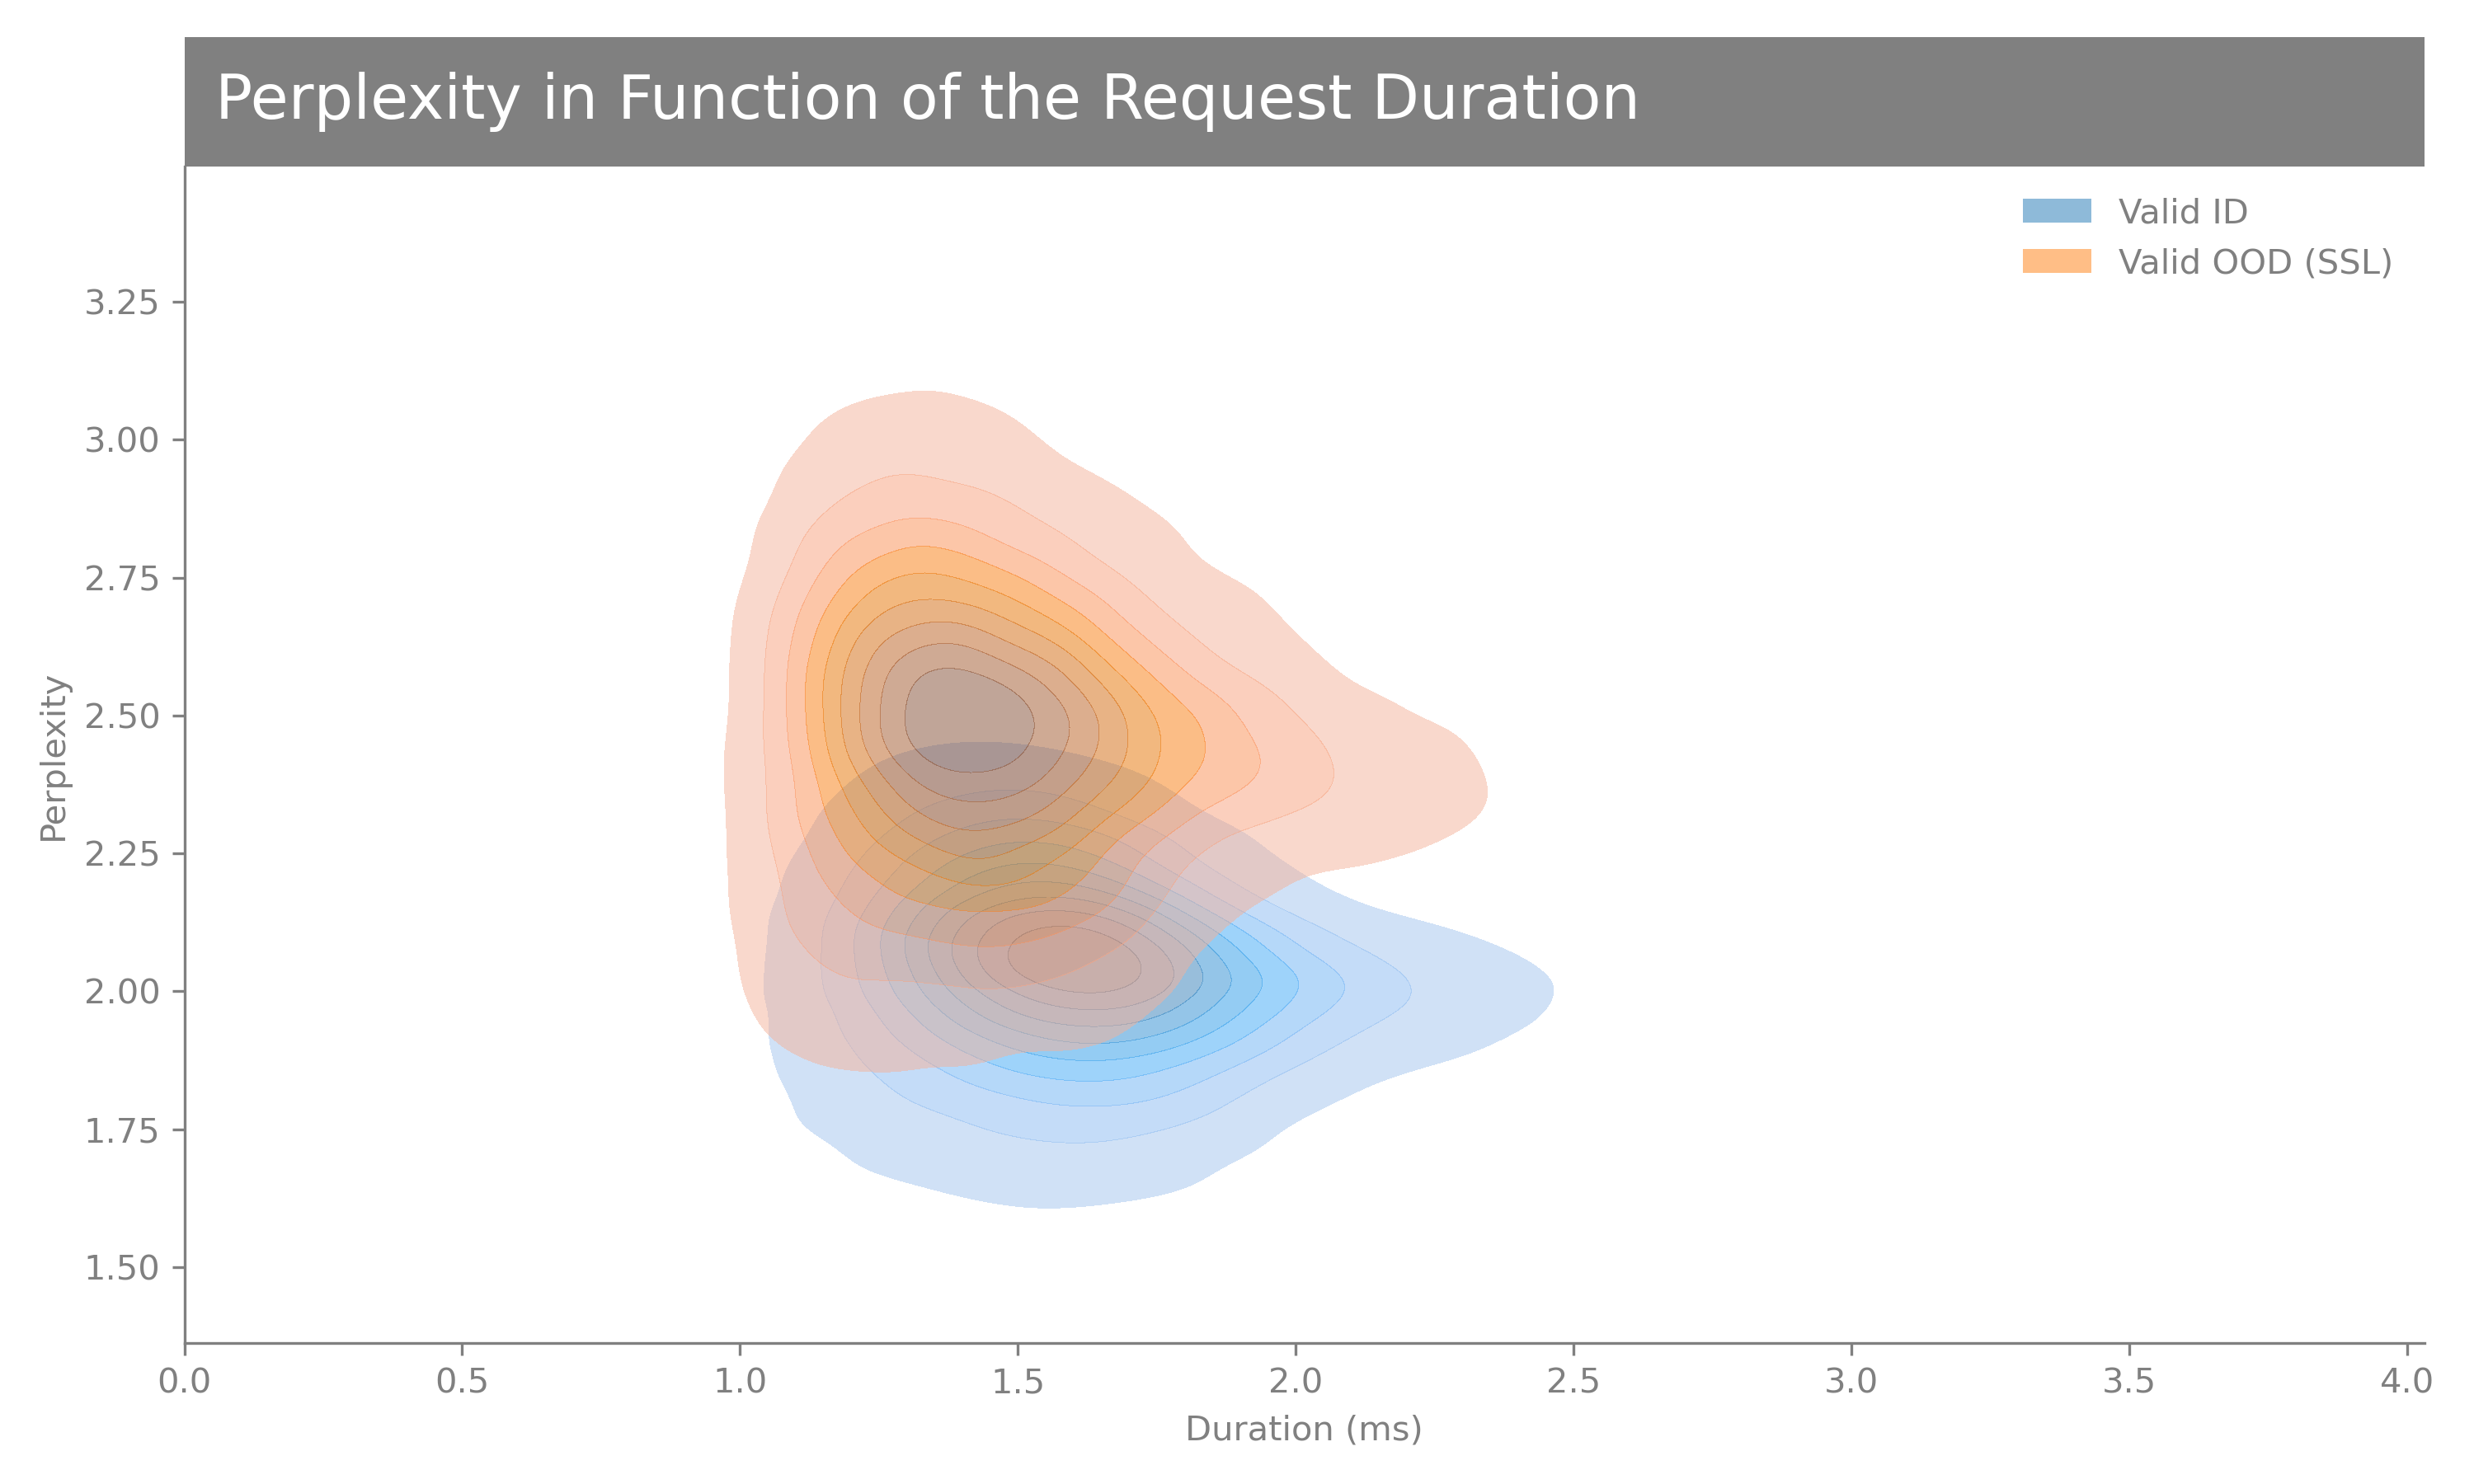 Perplexity in Function of the Request Duration
Valid ID
Valid OOD (SSL)
3.25
3.00
2.75
2.50
2.25
2.00
1.75
1.50
Perplexity
0.0 0.5 1.0 1.5 2.0 2.5 3.0 3.5 4.0
Duration (ms)